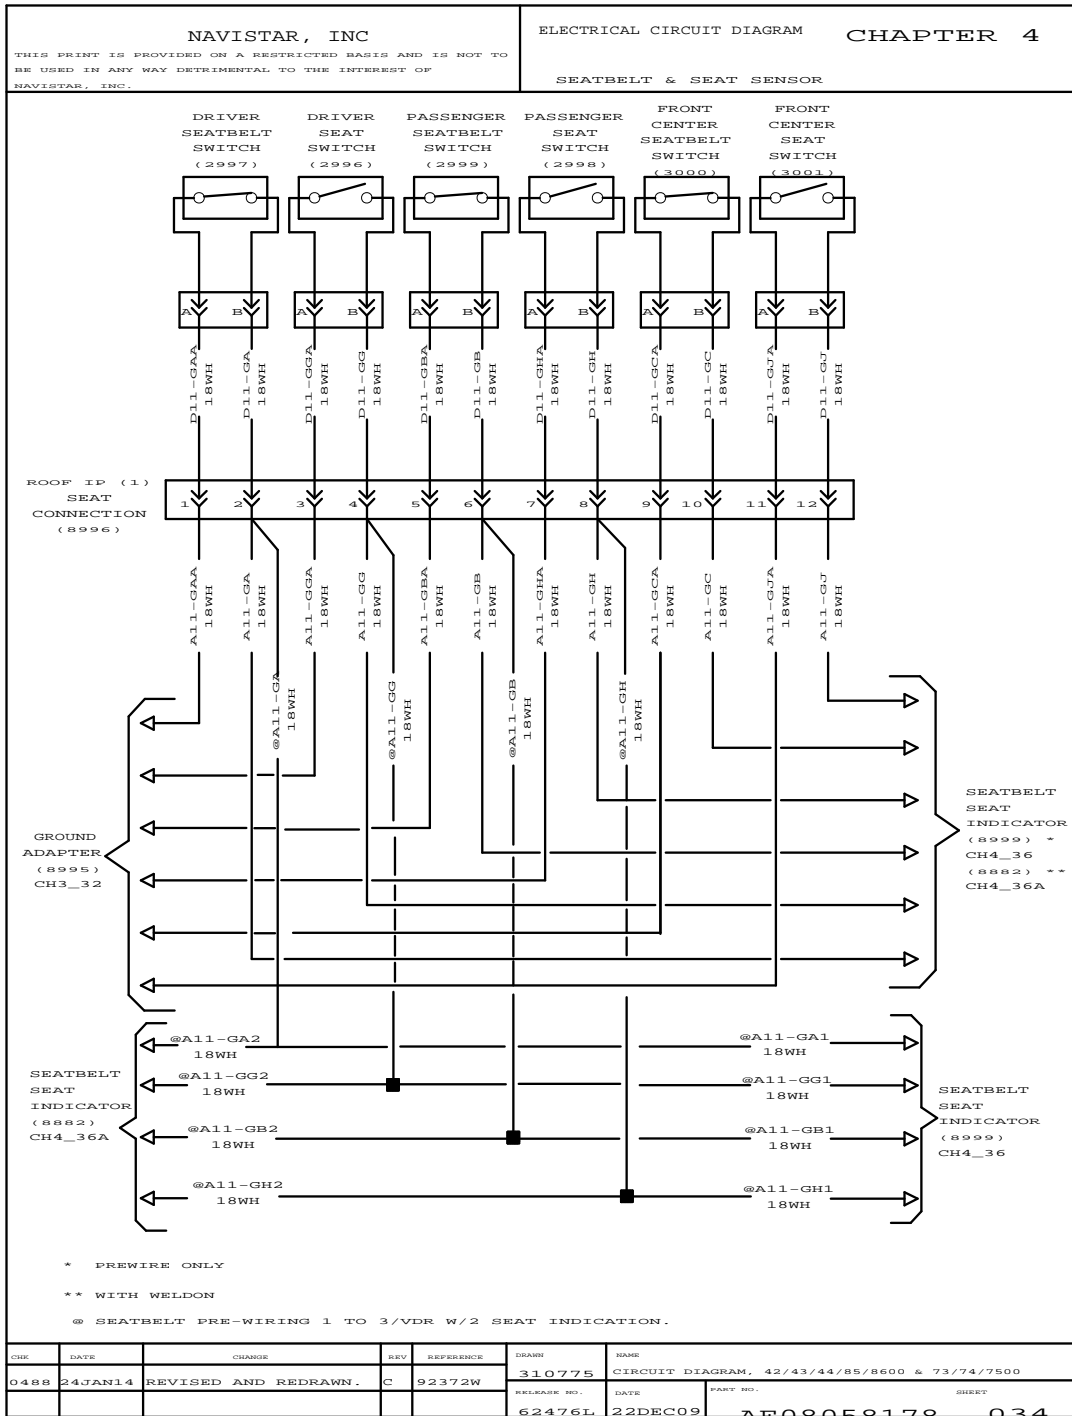 NAVISTAR, INC
THIS PRINT IS PROVIDED ON A RESTRICTED BASIS AND IS NOT TO
BE USED IN ANY WAY DETRIMENTAL TO THE INTEREST OF
NAVISTAR, INC.
ELECTRICAL CIRCUIT DIAGRAM
CHAPTER 4
SEATBELT & SEAT SENSOR
DRIVER
SEATBELT
SWITCH
(2997)
DRIVER
SEAT
SWITCH
(2996)
PASSENGER
SEATBELT
SWITCH
(2999)
PASSENGER
SEAT
SWITCH
(2998)
FRONT
CENTER
SEATBELT
SWITCH
(3000)
FRONT
CENTER
SEAT
SWITCH
(3001)
A B A B A B A B A B A B
D11-GAA
18WH
D11-GA
18WH
D11-GGA
18WH
D11-GG
18WH
D11-GBA
18WH
D11-GB
18WH
D11-GHA
18WH
D11-GH
18WH
D11-GCA
18WH
D11-GC
18WH
D11-GJA
18WH
D11-GJ
18WH
ROOF IP (1)
SEAT
CONNECTION
(8996)
1 2 3 4 5 6 7 8 9 10 11 12
A11-GAA
18WH
A11-GA
18WH
A11-GGA
18WH
A11-GG
18WH
A11-GBA
18WH
A11-GB
18WH
A11-GHA
18WH
A11-GH
18WH
A11-GCA
18WH
A11-GC
18WH
A11-GJA
18WH
A11-GJ
18WH
@A11-GA
18WH
@A11-GG
18WH
@A11-GB
18WH
@A11-GH
18WH
GROUND
ADAPTER
(8995)
CH3_32
SEATBELT
SEAT
INDICATOR
(8999) *
CH4_36
(8882) **
CH4_36A
SEATBELT
SEAT
INDICATOR
(8882)
CH4_36A
@A11-GA2
18WH
@A11-GG2
18WH
@A11-GB2
18WH
@A11-GH2
18WH
@A11-GA1
18WH
@A11-GG1
18WH
@A11-GB1
18WH
@A11-GH1
18WH
SEATBELT
SEAT
INDICATOR
(8999)
CH4_36
* PREWIRE ONLY
** WITH WELDON
@ SEATBELT PRE-WIRING 1 TO 3/VDR W/2 SEAT INDICATION.
CHK DATE CHANGE REV REFERENCE
0488 24JAN14 REVISED AND REDRAWN. C 92372W
DRAWN
310775
NAME
CIRCUIT DIAGRAM, 42/43/44/85/8600 & 73/74/7500
RELEASE NO.
62476L
DATE
22DEC09
PART NO.
AE08058178
SHEET
034